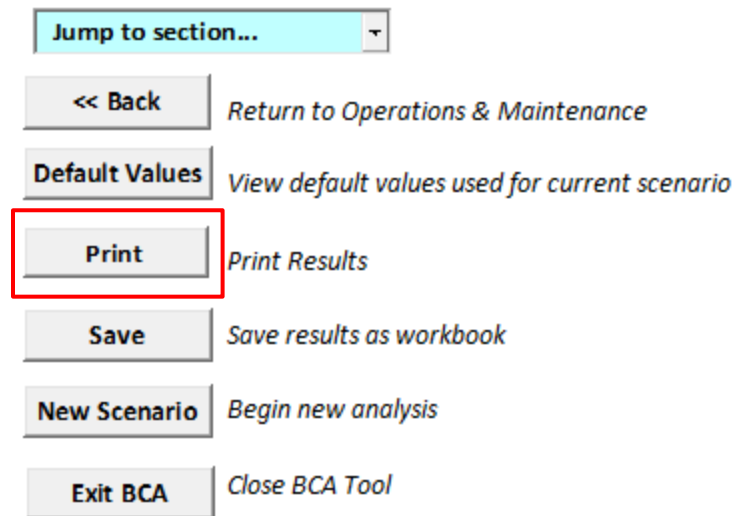 Jump to section...
<< Back
Return to Operations & Maintenance
Default Values
View default values used for current scenario
Print
Print Results
Save
Save results as workbook
New Scenario
Begin new analysis
Exit BCA
Close BCA Tool